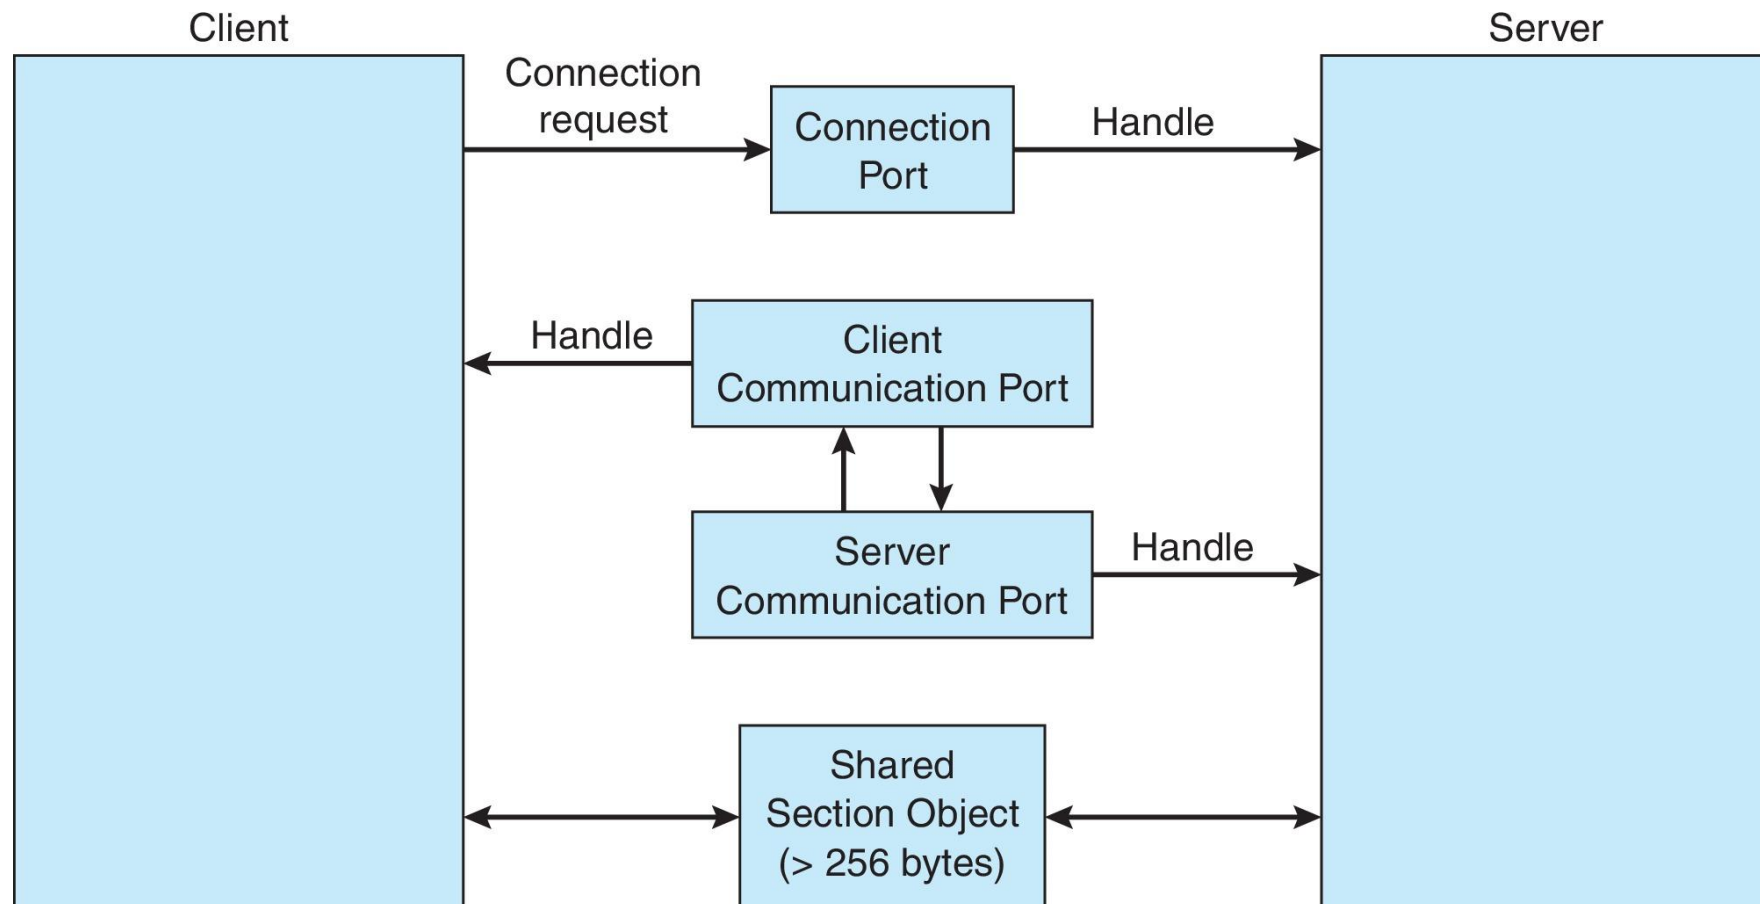 Client
Server
Connection
request
Connection
Port
Handle
Handle
Client
Communication Port
Server
Communication Port
Handle
Shared
Section Object
(> 256 bytes)